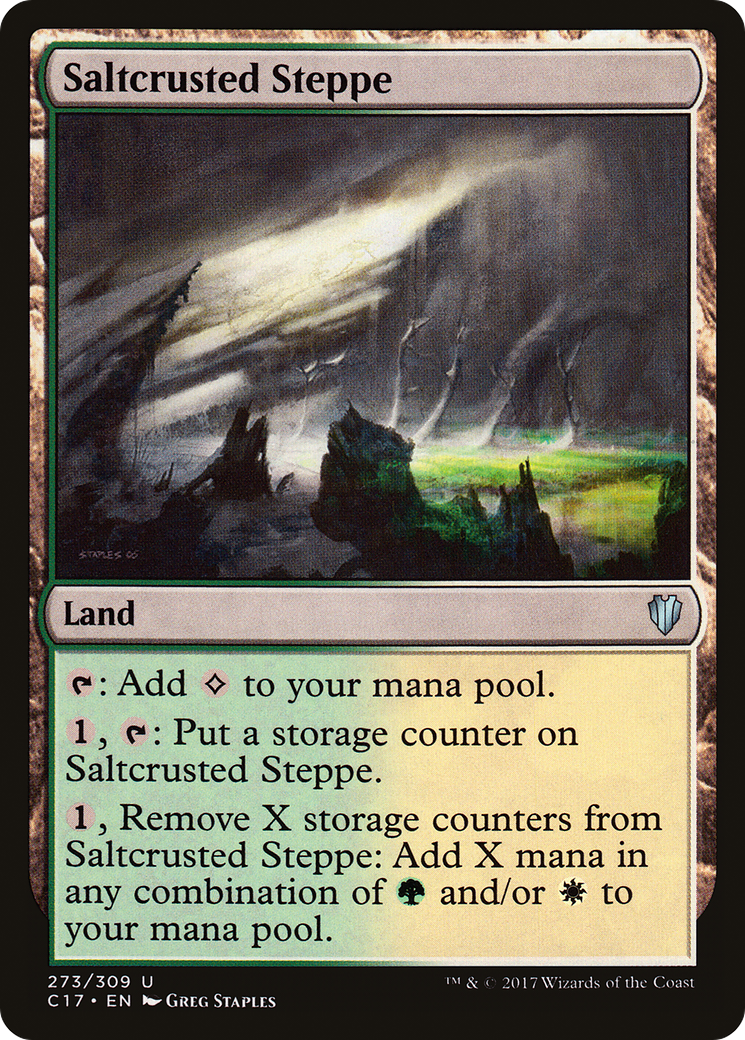 Saltcrusted Steppe
STAPLES 05
Land
: Add to your mana pool.
1, : Put a storage counter on
Saltcrusted Steppe.
1, Remove X storage counters from
Saltcrusted Steppe: Add X mana in
any combination of and/or to
your mana pool.
273/309 U
C17 • EN Greg Staples
™ & © 2017 Wizards of the Coast